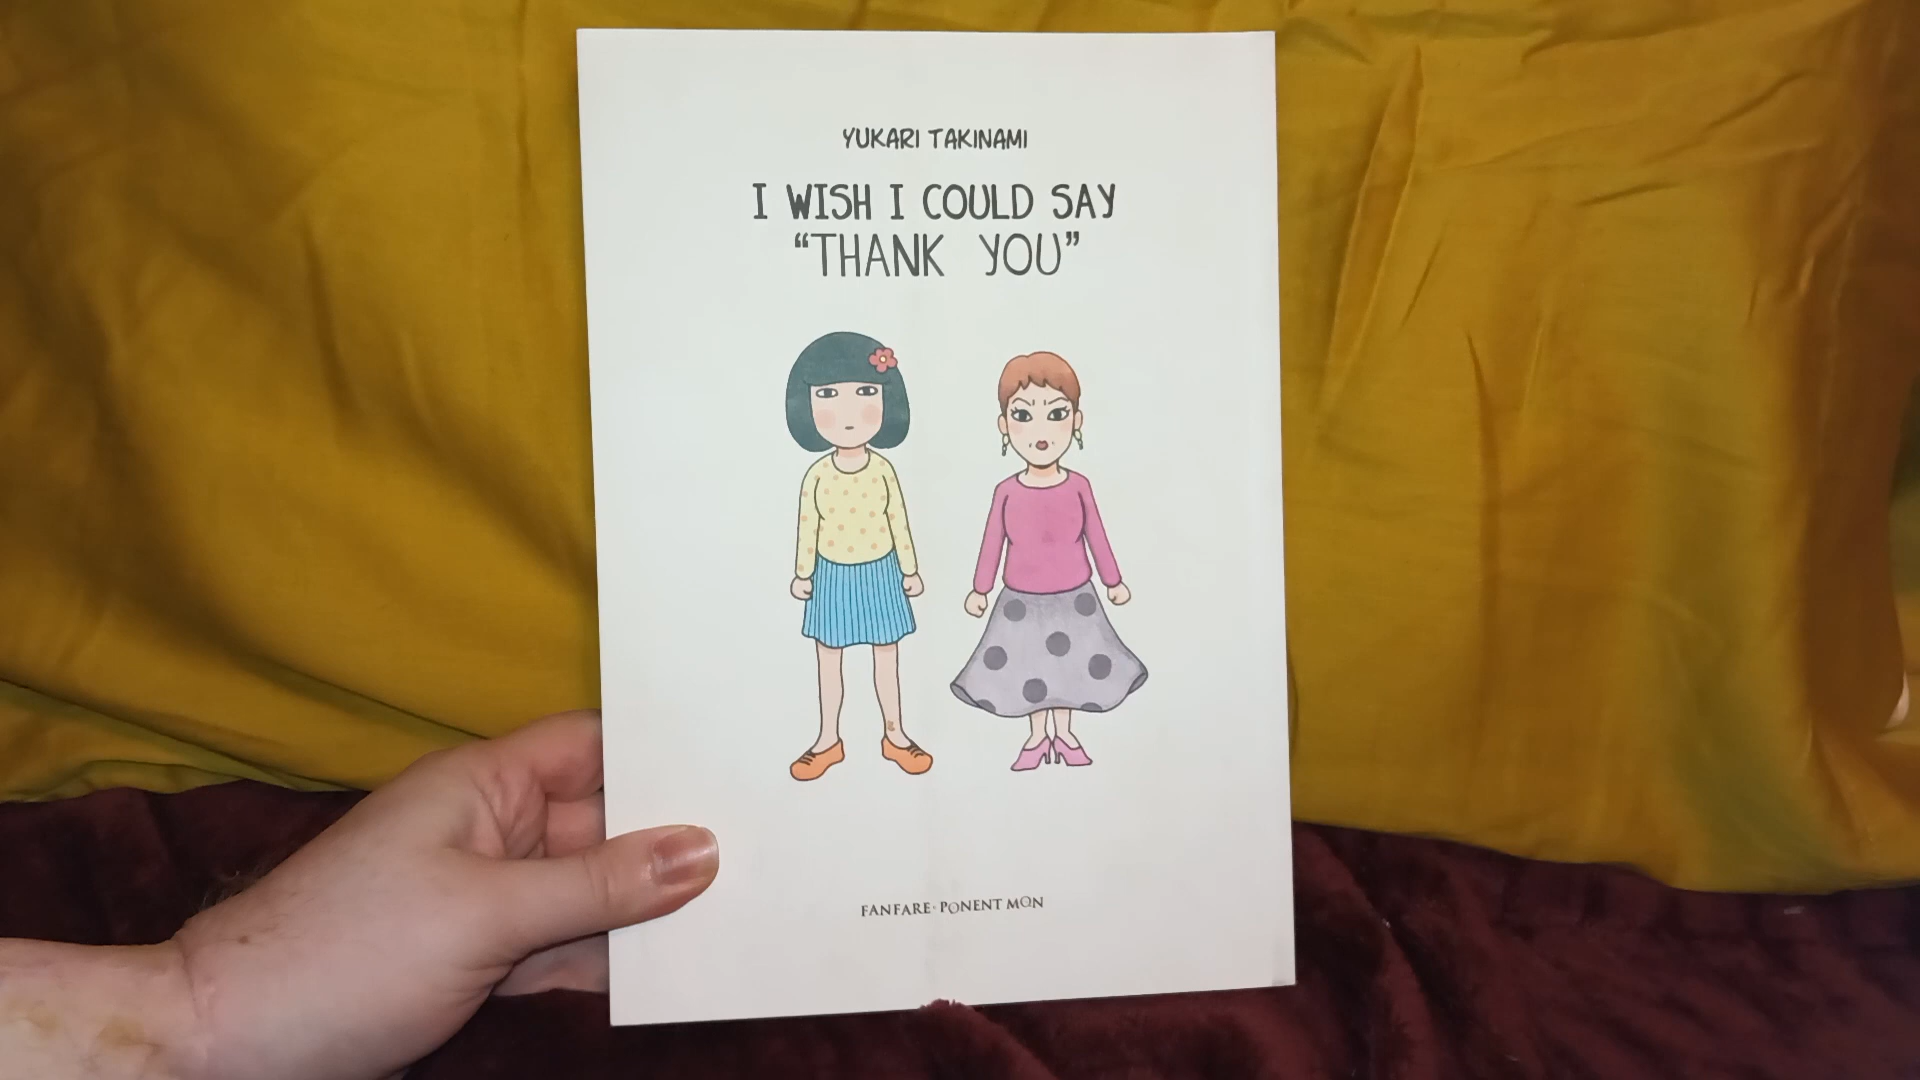 YUKARI TAKINAMI
I WISH I COULD SAY
“THANK YOU”
FANFARE·PONENT MON